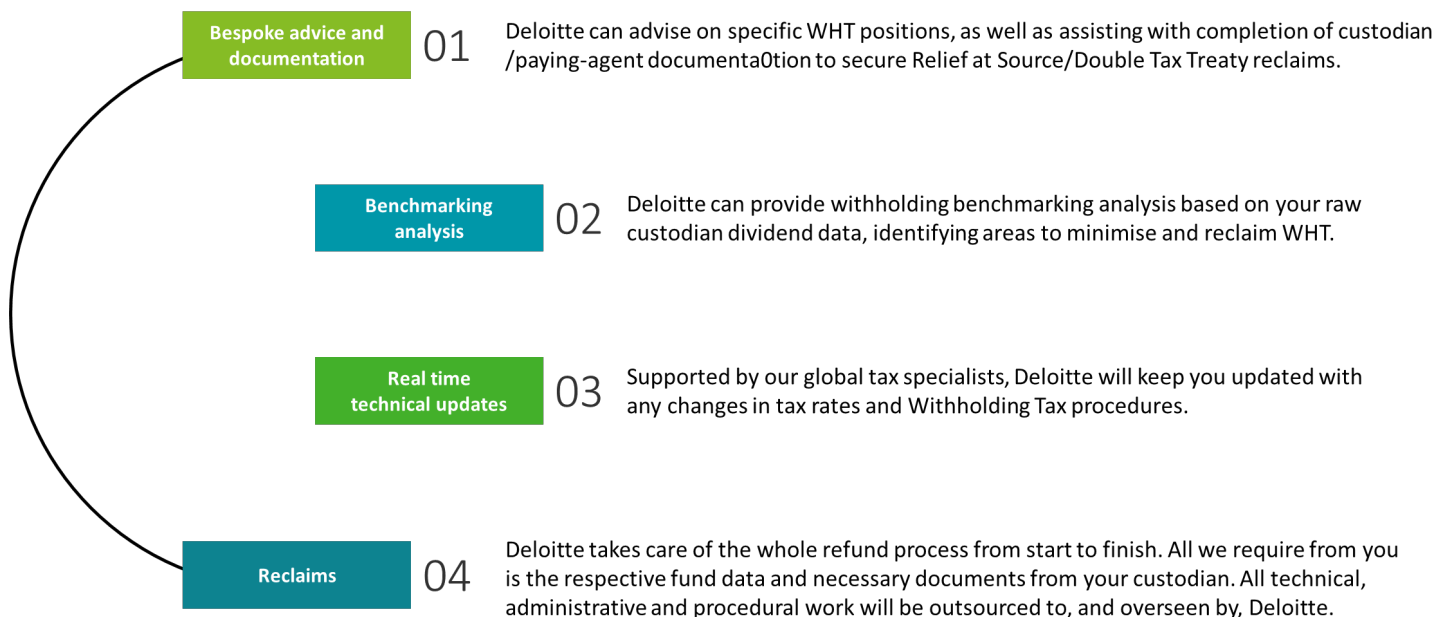 Bespoke advice and
documentation
01
Deloitte can advise on specific WHT positions, as well as assisting with completion of custodian
/paying-agent documenta0tion to secure Relief at Source/Double Tax Treaty reclaims.
Benchmarking
analysis
02
Deloitte can provide withholding benchmarking analysis based on your raw
custodian dividend data, identifying areas to minimise and reclaim WHT.
Real time
technical updates
03
Supported by our global tax specialists, Deloitte will keep you updated with
any changes in tax rates and Withholding Tax procedures.
Reclaims
04
Deloitte takes care of the whole refund process from start to finish. All we require from you
is the respective fund data and necessary documents from your custodian. All technical,
administrative and procedural work will be outsourced to, and overseen by, Deloitte.